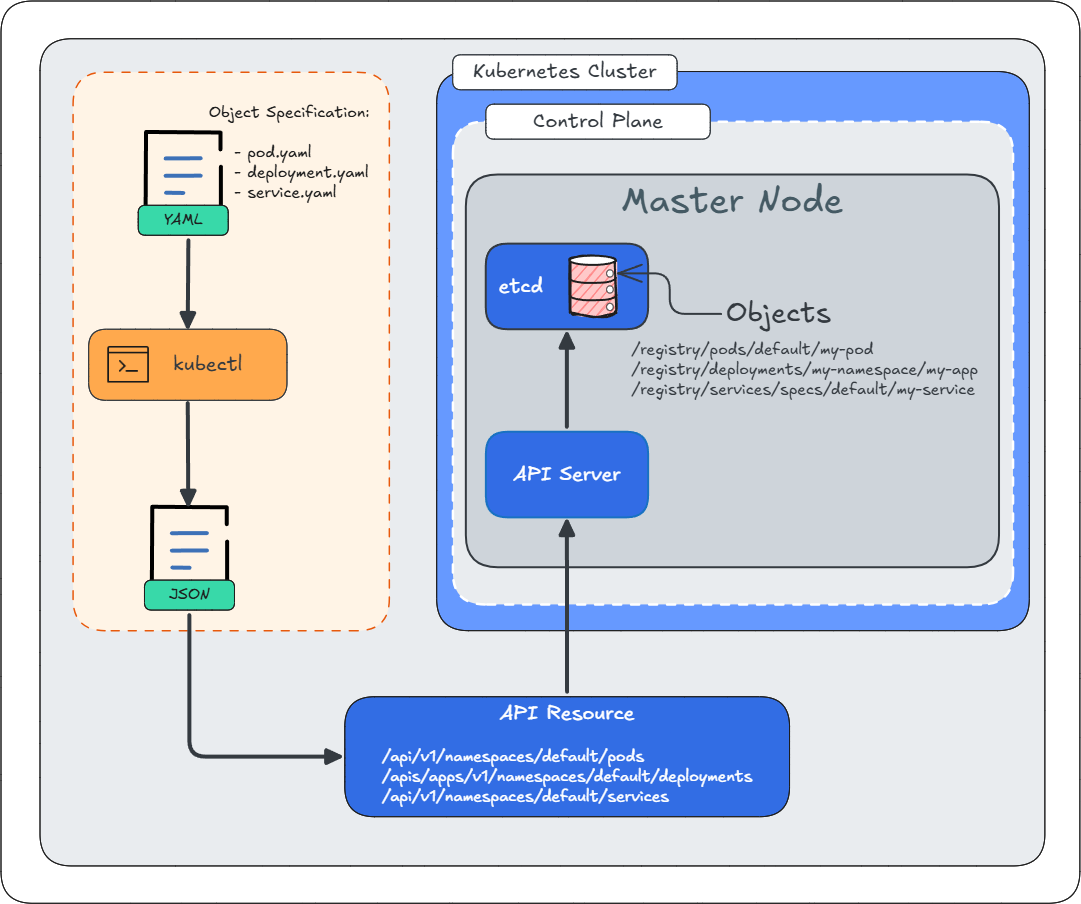 Object Specification:
- pod.yaml
- deployment.yaml
- service.yaml
YAML
kubectl
JSON
Kubernetes Cluster
Control Plane
Master Node
etcd
Objects
/registry/pods/default/my-pod
/registry/deployments/my-namespace/my-app
/registry/services/specs/default/my-service
API Server
API Resource
/api/v1/namespaces/default/pods
/apis/apps/v1/namespaces/default/deployments
/api/v1/namespaces/default/services